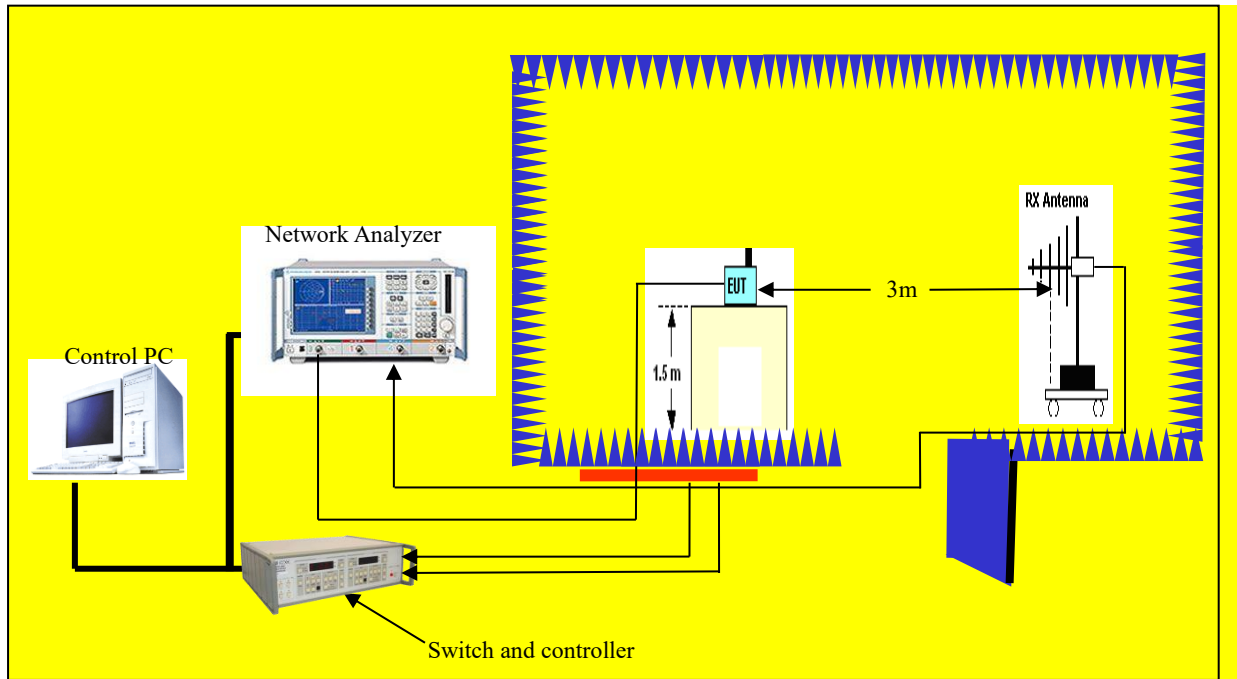 RX Antenna
Network Analyzer
EUT
3m
Control PC
1.5 m
Switch and controller